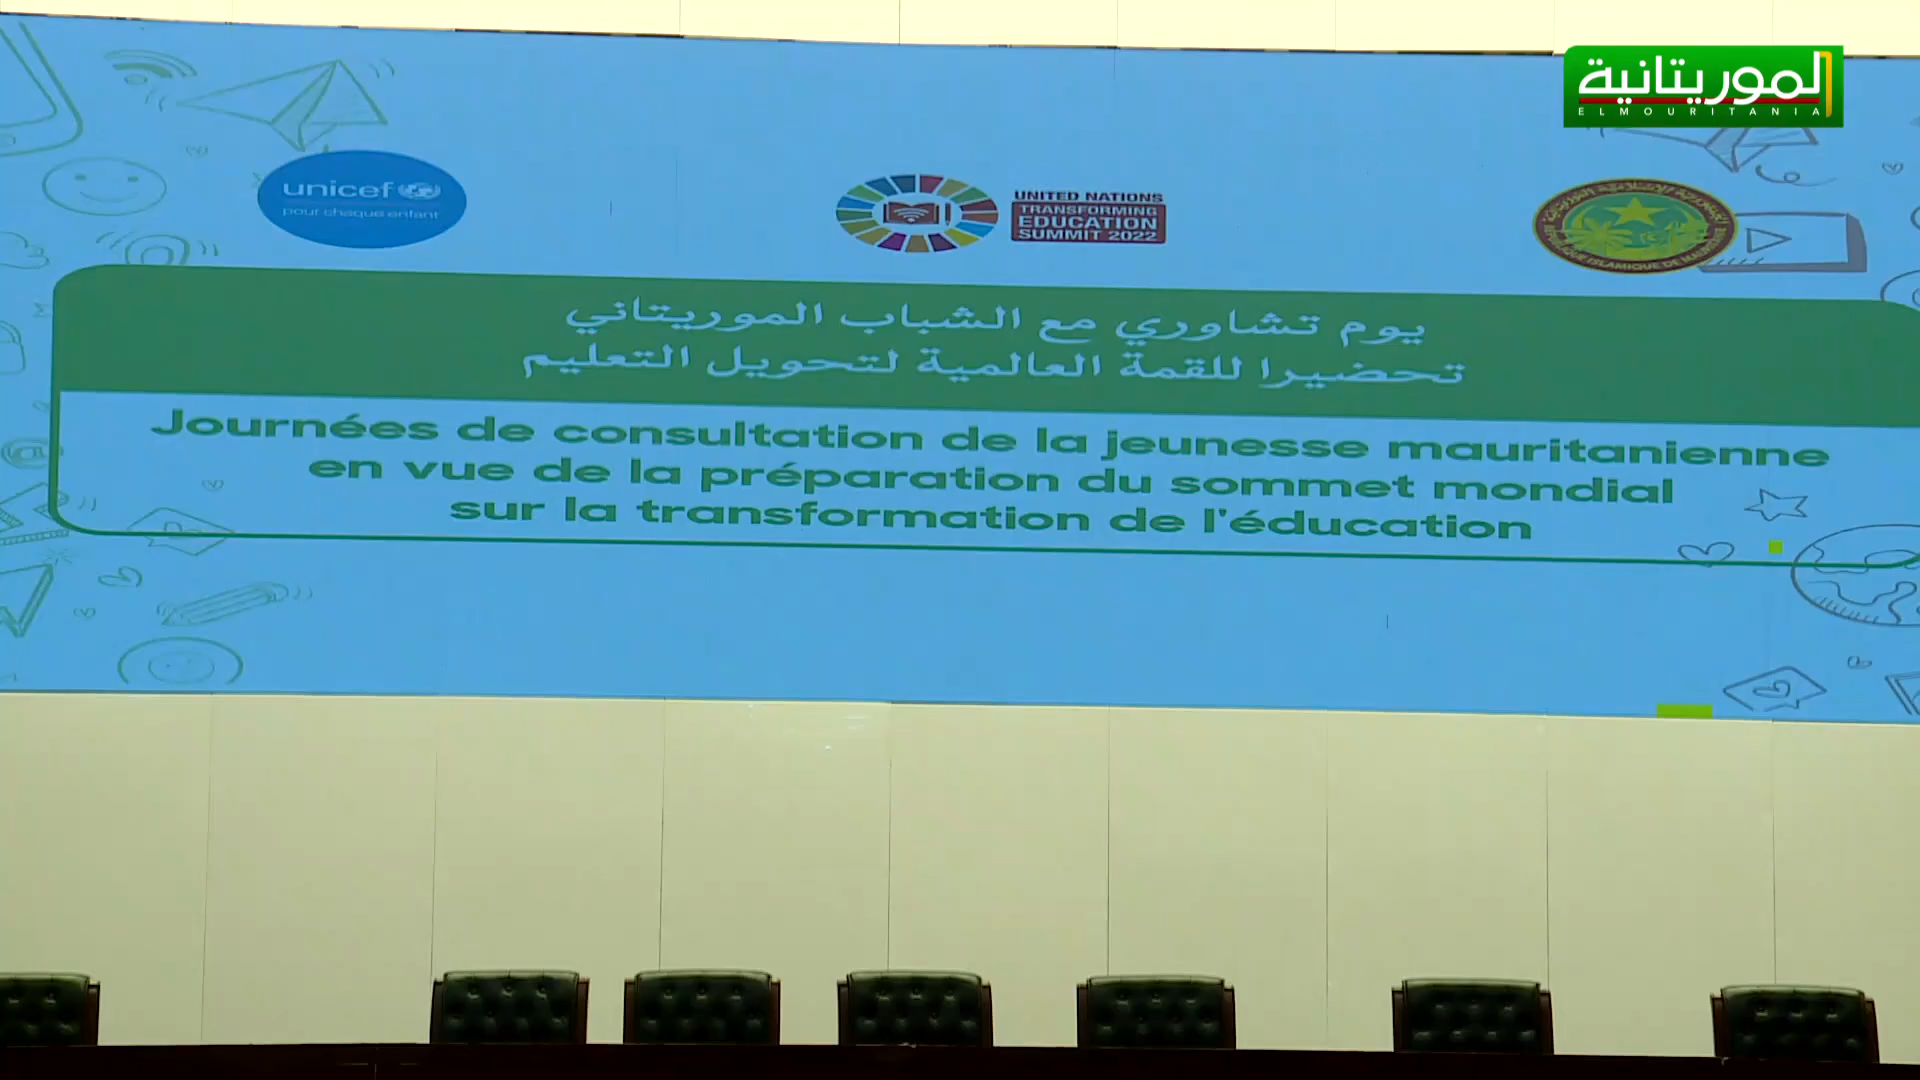 الموريتانية
ELMOURITANIA
unicef
pour chaque enfant
UNITED NATIONS
TRANSFORMING
EDUCATION
SUMMIT 2022
يوم تشاوري مع الشباب الموريتاني
تحضيرا للقمة العالمية لتحويل التعليم
Journées de consultation de la jeunesse mauritanienne
en vue de la préparation du sommet mondial
sur la transformation de l'éducation